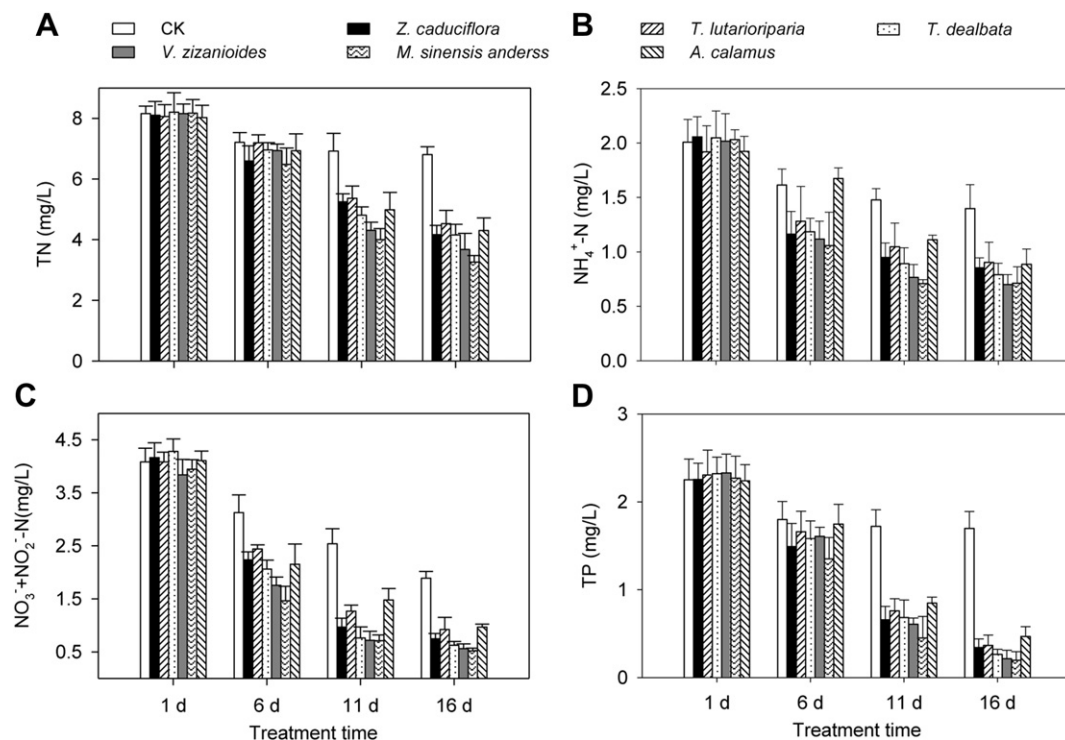 A
CK
Z. caduciflora
V. zizanioides
M. sinensis anderss
B
T. lutarioriparia
T. dealbata
A. calamus
TN (mg/L)
8
6
4
2
0
NH₄⁺-N (mg/L)
2.5
2.0
1.5
1.0
0.5
0.0
C
NO₃⁻+NO₂⁻-N(mg/L)
4.5
3.5
2.5
1.5
0.5
1 d 6 d 11 d 16 d
Treatment time
D
TP (mg/L)
3
2
1
0
1 d 6 d 11 d 16 d
Treatment time